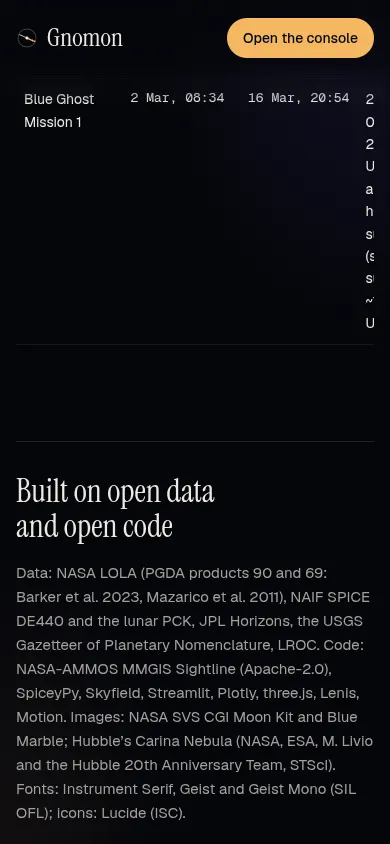 Gnomon
Open the console
Blue Ghost
Mission 1
2 Mar, 08:34
16 Mar, 20:54
2
0
2
U
a
h
Built on open data
and open code
Data: NASA LOLA (PGDA products 90 and 69:
Barker et al. 2023, Mazarico et al. 2011), NAIF SPICE
DE440 and the lunar PCK, JPL Horizons, the USGS
Gazetteer of Planetary Nomenclature, LROC. Code:
NASA-AMMOS MMGIS Sightline (Apache-2.0),
SpiceyPy, Skyfield, Streamlit, Plotly, three.js, Lenis,
Motion. Images: NASA SVS CGI Moon Kit and Blue
Marble; Hubble’s Carina Nebula (NASA, ESA, M. Livio
and the Hubble 20th Anniversary Team, STScI).
Fonts: Instrument Serif, Geist and Geist Mono (SIL
OFL); icons: Lucide (ISC).